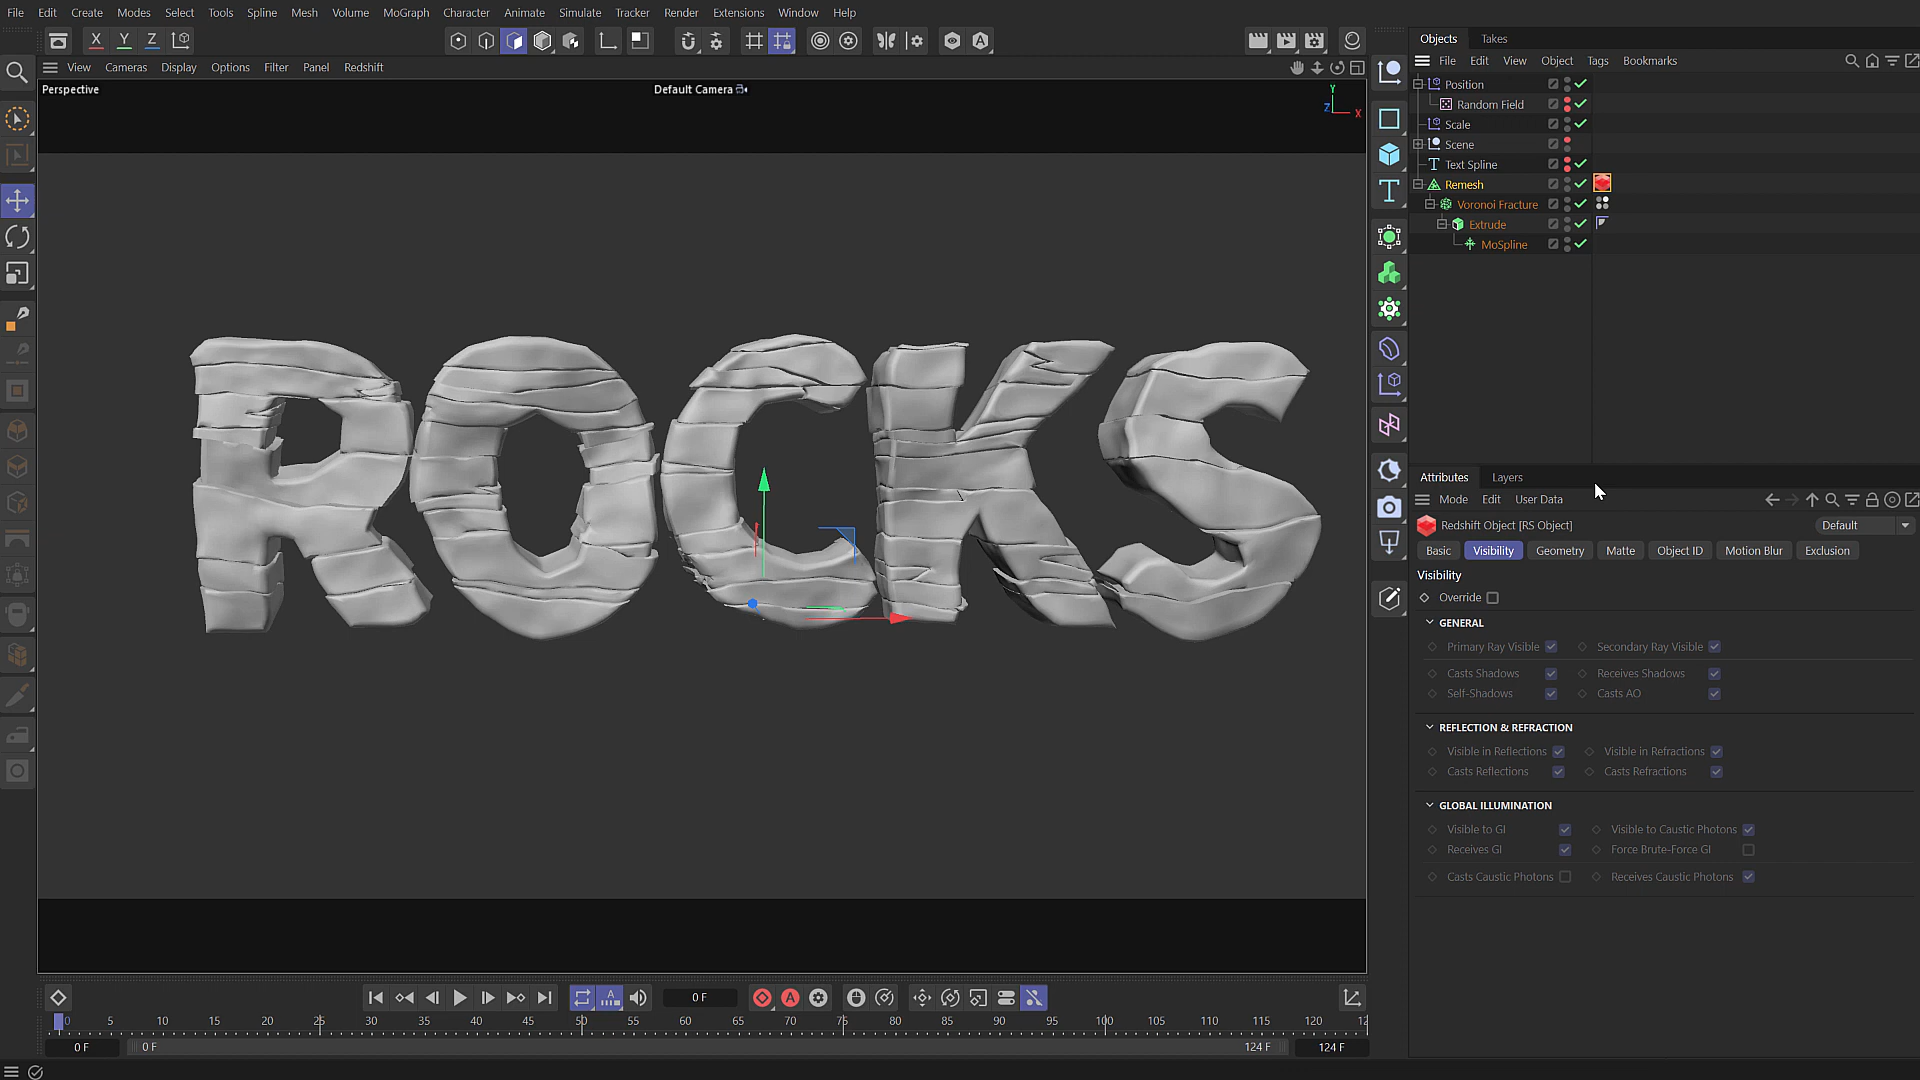 File Edit Create Modes Select Tools Spline Mesh Volume MoGraph Character Animate Simulate Tracker Render Extensions Window Help
X Y Z
View Cameras Display Options Filter Panel Redshift
Perspective
Default Camera
Y
Z
X
ROCKS
Objects Takes
File Edit View Object Tags Bookmarks
Position
Random Field
Scale
Scene
Text Spline
Remesh
Voronoi Fracture
Extrude
MoSpline
Attributes Layers
Mode Edit User Data
Redshift Object [RS Object]
Default
Basic Visibility Geometry Matte Object ID Motion Blur Exclusion
Visibility
Override
GENERAL
Primary Ray Visible Secondary Ray Visible
Casts Shadows Receives Shadows
Self-Shadows Casts AO
REFLECTION & REFRACTION
Visible in Reflections Visible in Refractions
Casts Reflections Casts Refractions
GLOBAL ILLUMINATION
Visible to GI Visible to Caustic Photons
Receives GI Force Brute-Force GI
Casts Caustic Photons Receives Caustic Photons
0 F
0 5 10 15 20 25 30 35 40 45 50 55 60 65 70 75 80 85 90 95 100 105 110 115 120 12
0 F 0 F 124 F 124 F